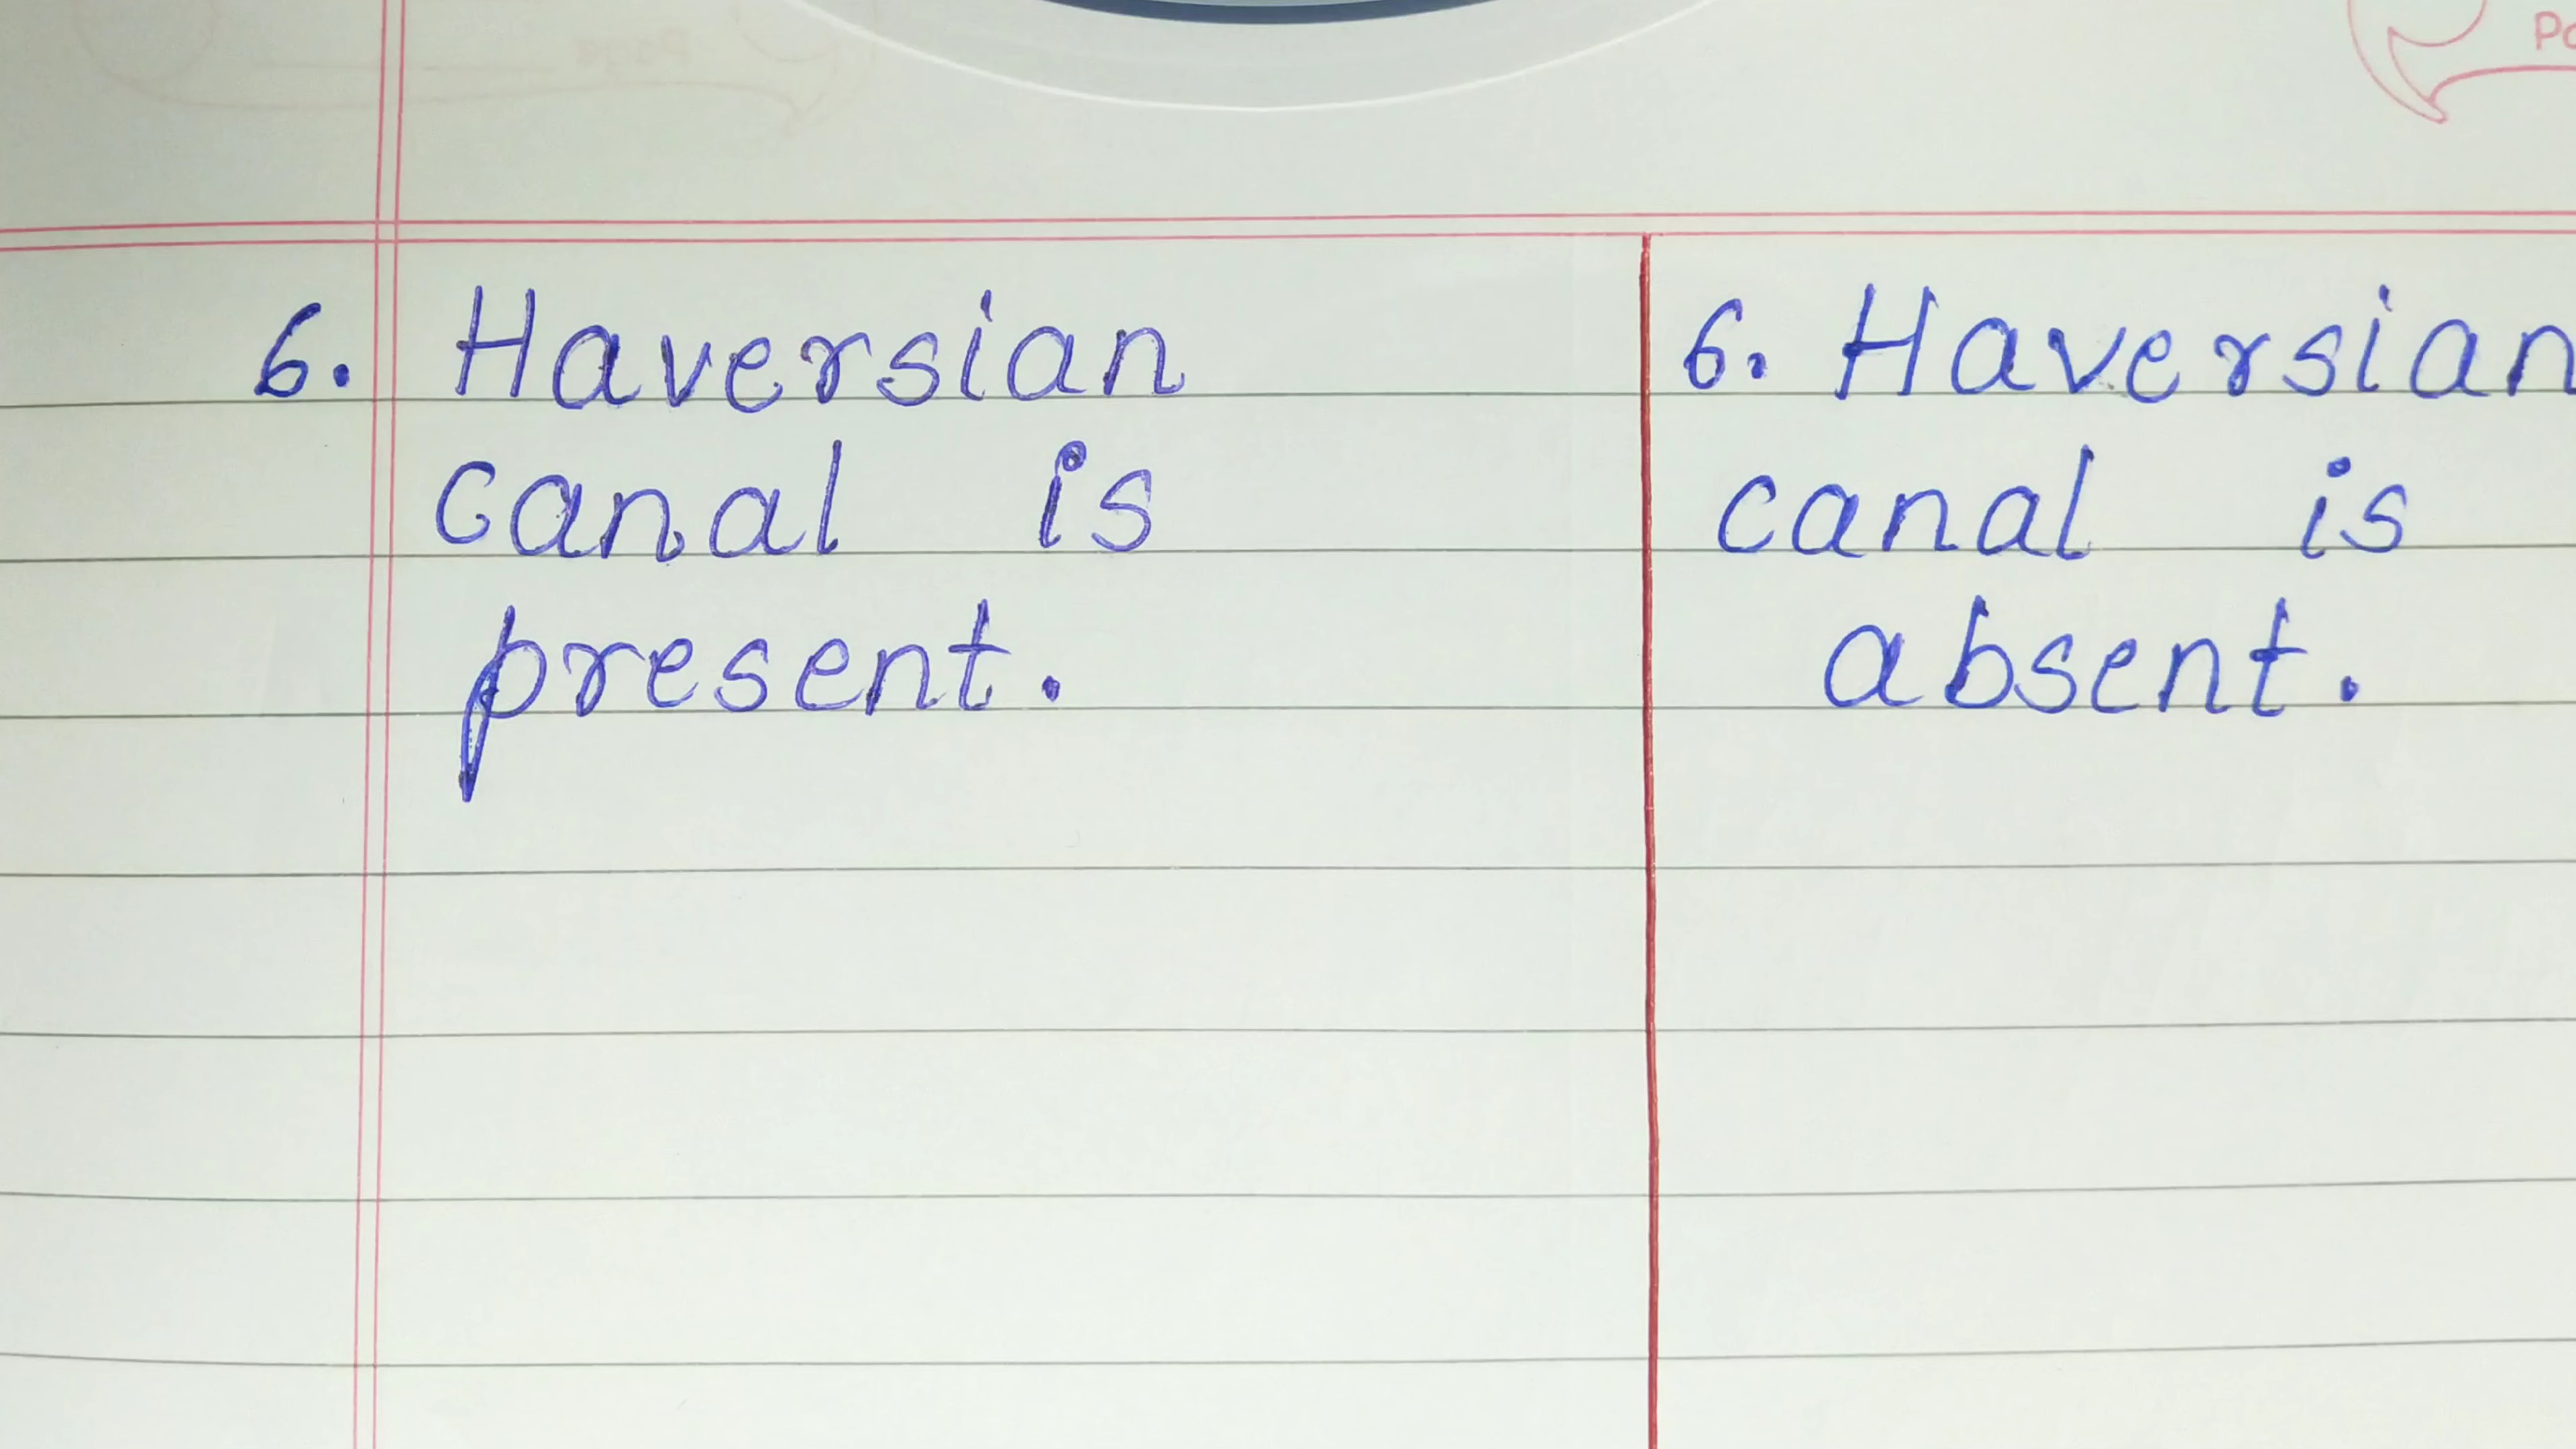 6. Haversian
canal is
present.
6. Haversian
canal is
absent.